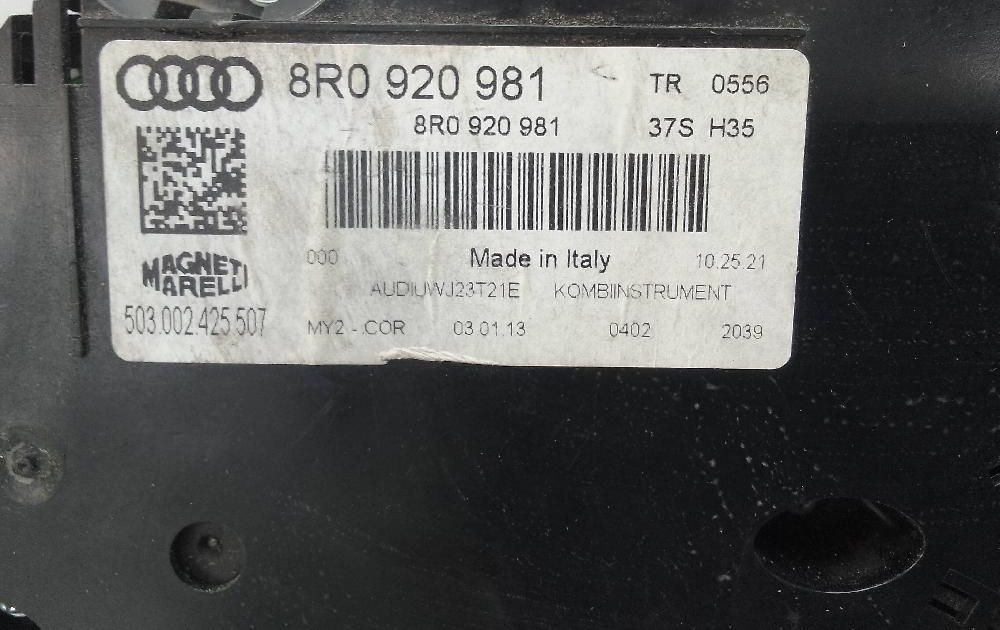 8R0 920 981 TR 0556
8R0 920 981 37S H35
MAGNETI
MARELLI
503.002.425.507
000 Made in Italy 10.25.21
AUDIUWJ23T21E KOMBIINSTRUMENT
MY2 - COR 03.01.13 0402 2039